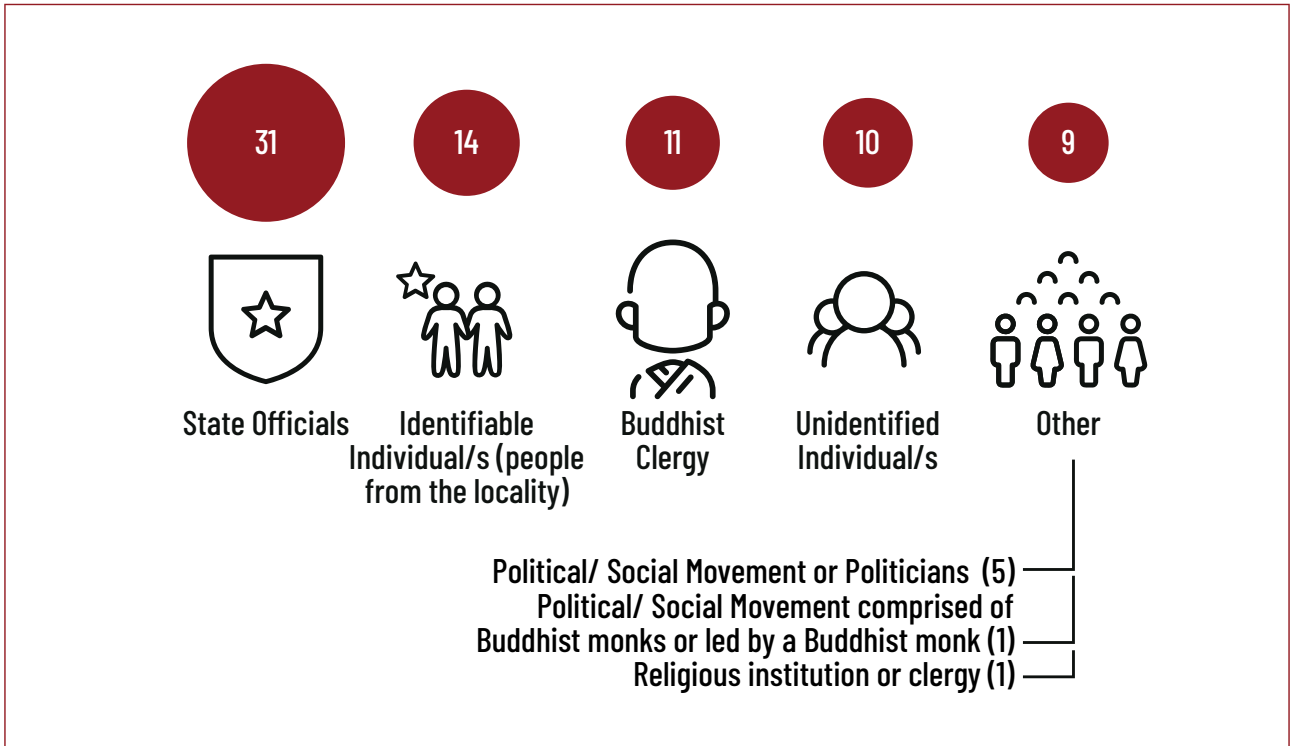 31
14
11
10
9
State Officials
Identifiable
Individual/s (people
from the locality)
Buddhist
Clergy
Unidentified
Individual/s
Other
Political/ Social Movement or Politicians (5)
Political/ Social Movement comprised of
Buddhist monks or led by a Buddhist monk (1)
Religious institution or clergy (1)